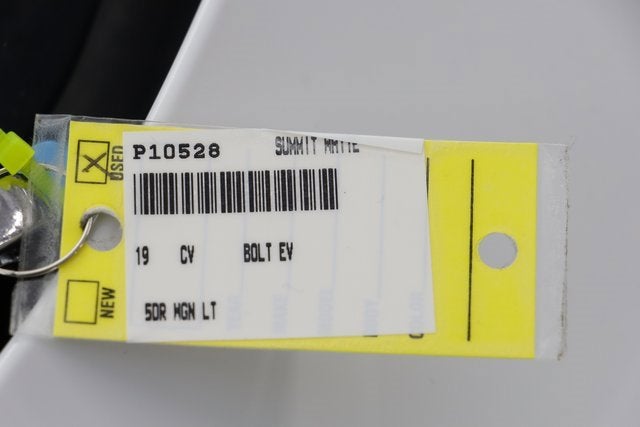 USED
P10528 SUMMIT WHITE
19 CV BOLT EV
NEW
5DR WGN LT